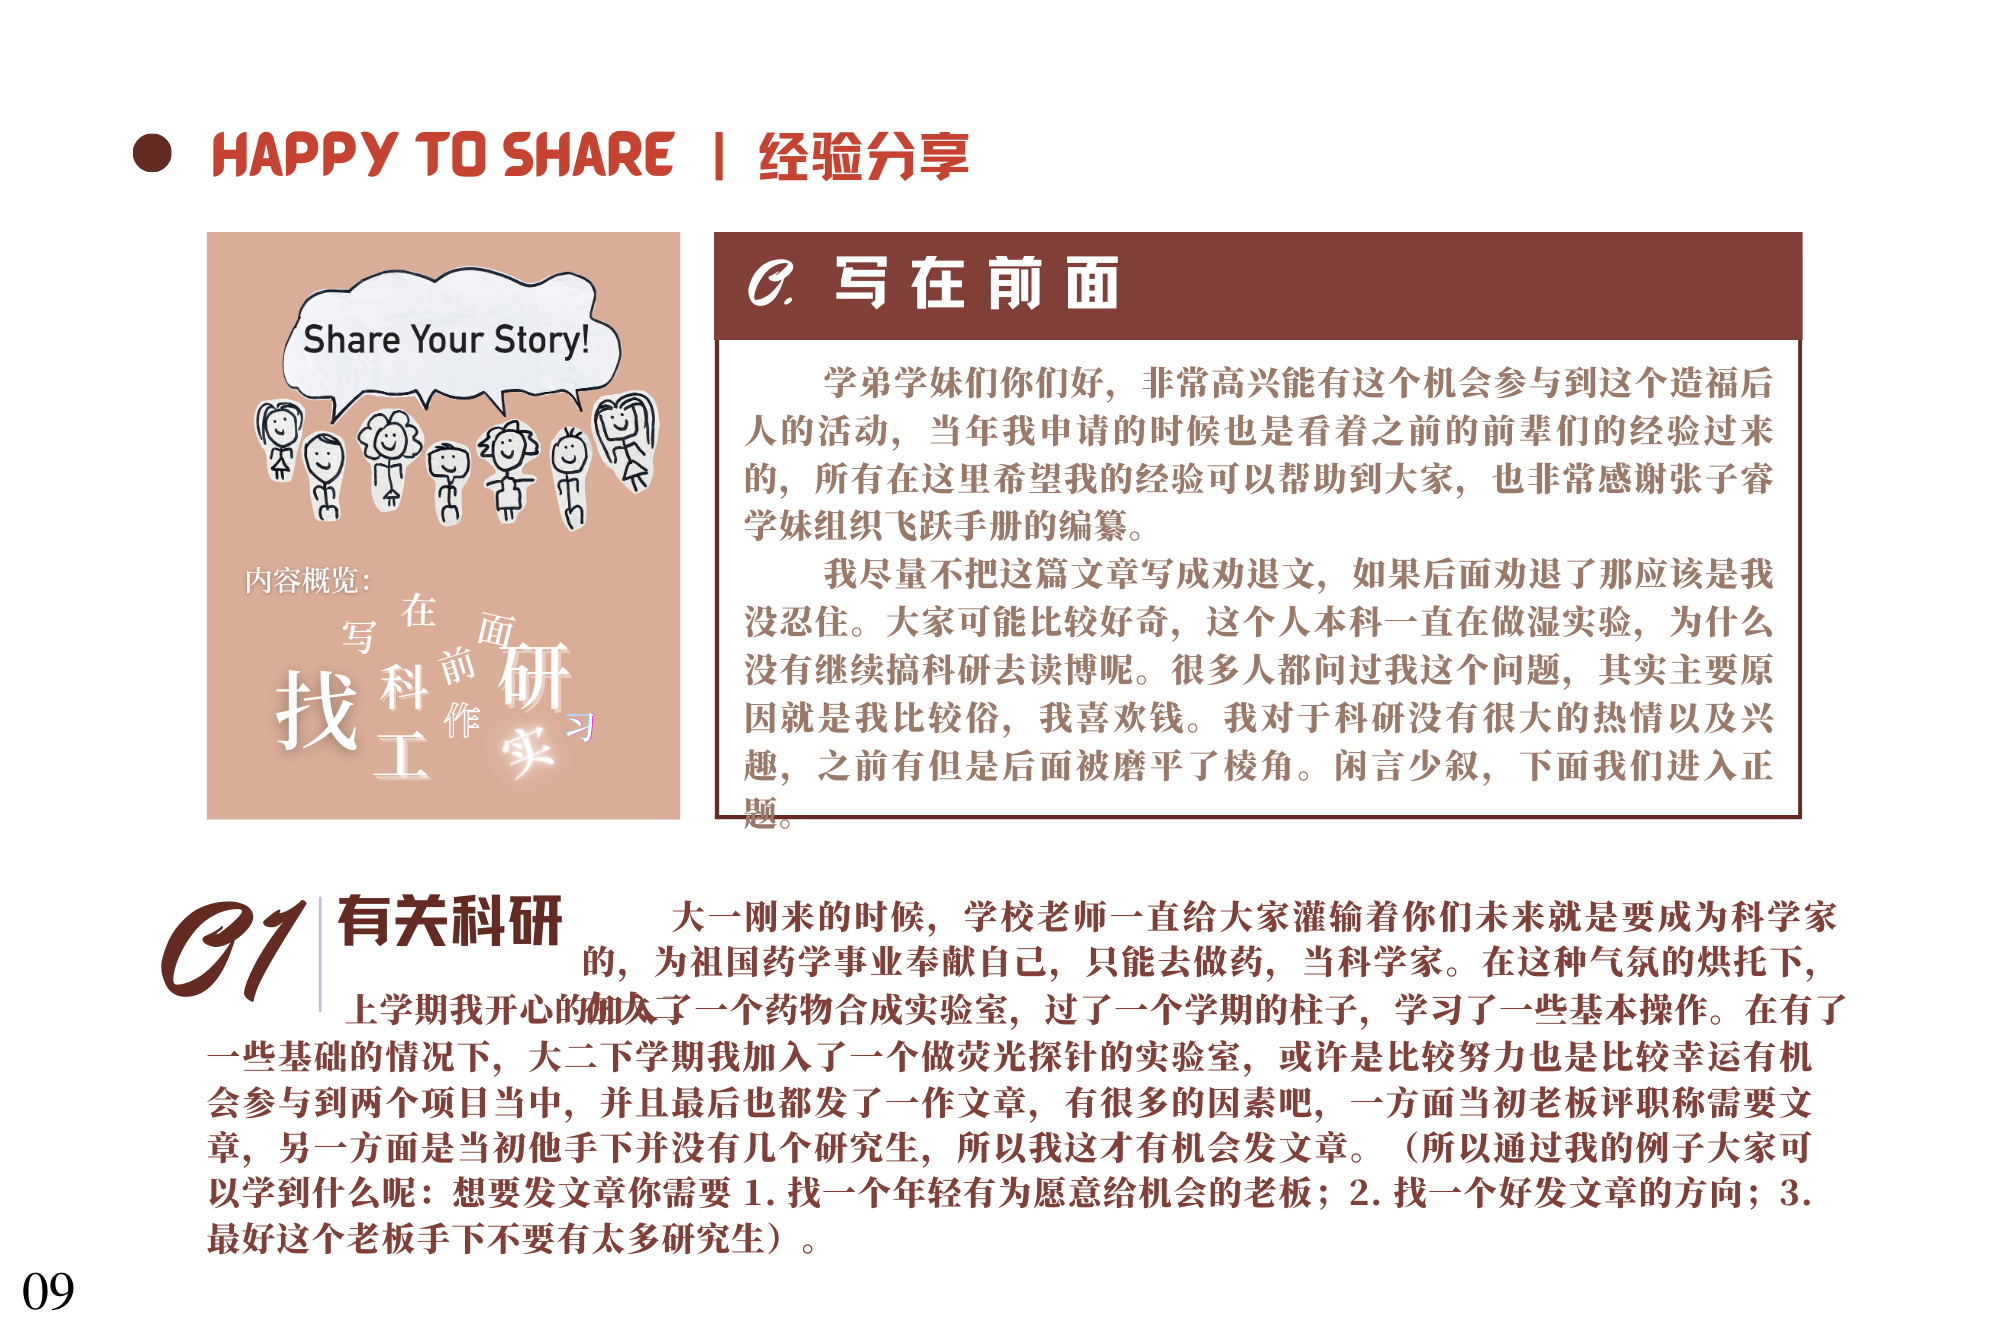 HAPPY TO SHARE | 经验分享
Share Your Story!
内容概览：
写在前面
科研
找工作
实习
0. 写在前面
学弟学妹们你们好，非常高兴能有这个机会参与到这个造福后
人的活动，当年我申请的时候也是看着之前的前辈们的经验过来
的，所有在这里希望我的经验可以帮助到大家，也非常感谢张子睿
学妹组织飞跃手册的编纂。
我尽量不把这篇文章写成劝退文，如果后面劝退了那应该是我
没忍住。大家可能比较好奇，这个人本科一直在做湿实验，为什么
没有继续搞科研去读博呢。很多人都问过我这个问题，其实主要原
因就是我比较俗，我喜欢钱。我对于科研没有很大的热情以及兴
趣，之前有但是后面被磨平了棱角。闲言少叙，下面我们进入正
题。
01 有关科研
大一刚来的时候，学校老师一直给大家灌输着你们未来就是要成为科学家
的，为祖国药学事业奉献自己，只能去做药，当科学家。在这种气氛的烘托下，
在大二
上学期我开心的加入了一个药物合成实验室，过了一个学期的柱子，学习了一些基本操作。在有了
一些基础的情况下，大二下学期我加入了一个做荧光探针的实验室，或许是比较努力也是比较幸运有机
会参与到两个项目当中，并且最后也都发了一作文章，有很多的因素吧，一方面当初老板评职称需要文
章，另一方面是当初他手下并没有几个研究生，所以我这才有机会发文章。（所以通过我的例子大家可
以学到什么呢：想要发文章你需要 1. 找一个年轻有为愿意给机会的老板；2. 找一个好发文章的方向；3.
最好这个老板手下不要有太多研究生）。
09